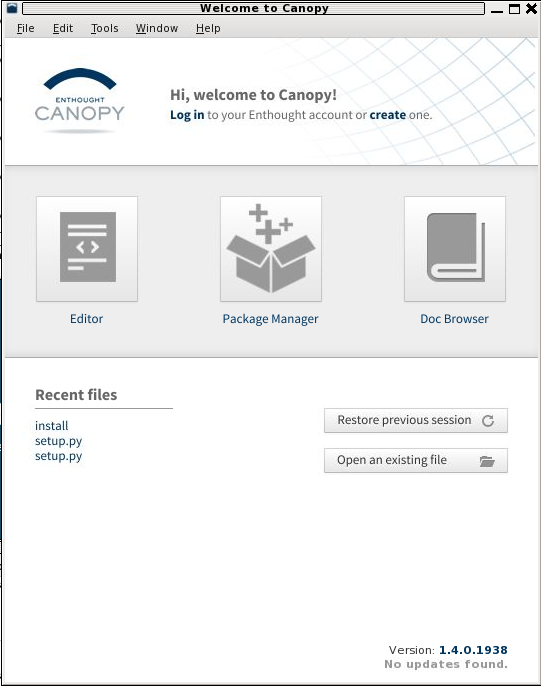 Welcome to Canopy
File Edit Tools Window Help
ENTHOUGHT
CANOPY
Hi, welcome to Canopy!
Log in to your Enthought account or create one.
Editor Package Manager Doc Browser
Recent files
install
setup.py
setup.py
Restore previous session
Open an existing file
Version: 1.4.0.1938
No updates found.